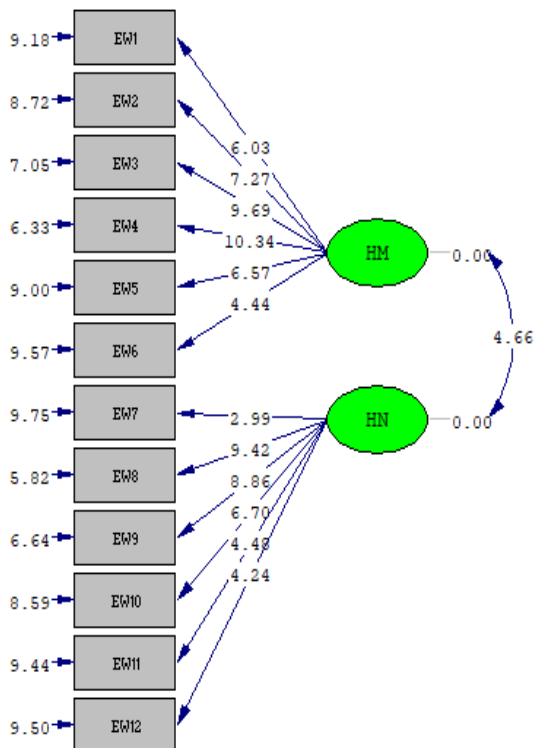 9.18 EW1
8.72 EW2
7.05 EW3
6.33 EW4
9.00 EW5
9.57 EW6
9.75 EW7
5.82 EW8
6.64 EW9
8.59 EW10
9.44 EW11
9.50 EW12
6.03
7.27
9.69
10.34
6.57
4.44
HM 0.00
4.66
2.99
9.42
8.86
6.70
4.48
4.24
HN 0.00